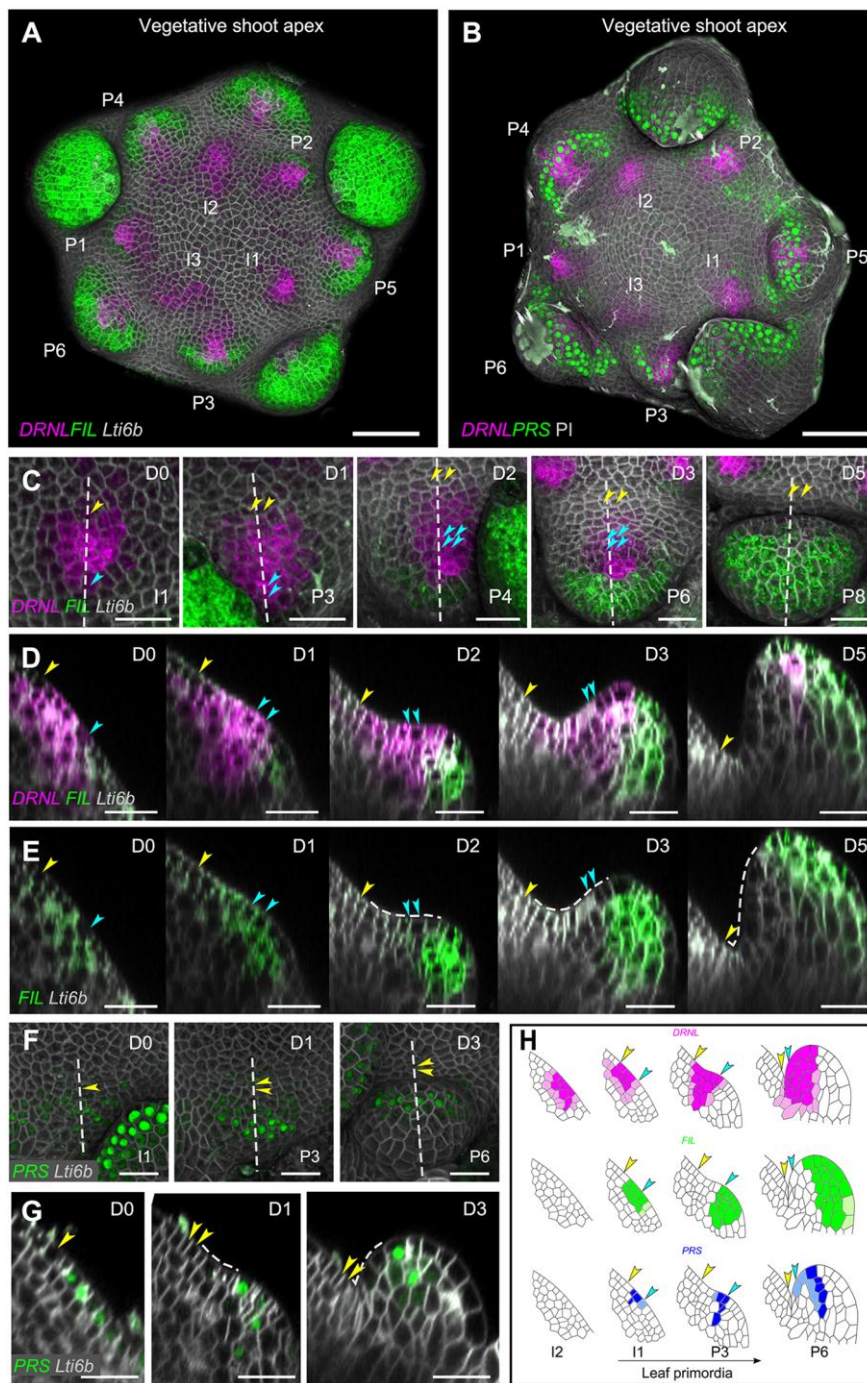 A
Vegetative shoot apex
P4
P2
I2
P1
I3
I1
P5
P6
P3
DRNL FIL Lti6b
B
Vegetative shoot apex
P4
P2
I2
P1
I1
P5
I3
P6
P3
DRNL PRS PI
C
D0
D1
D2
D3
D5
DRNL FIL Lti6b
I1
P3
P4
P6
P8
D
D0
D1
D2
D3
D5
DRNL FIL Lti6b
E
D0
D1
D2
D3
D5
FIL Lti6b
F
D0
D1
D3
PRS Lti6b
I1
P3
P6
G
D0
D1
D3
PRS Lti6b
H
DRNL
FIL
PRS
I2
I1
P3
P6
Leaf primordia